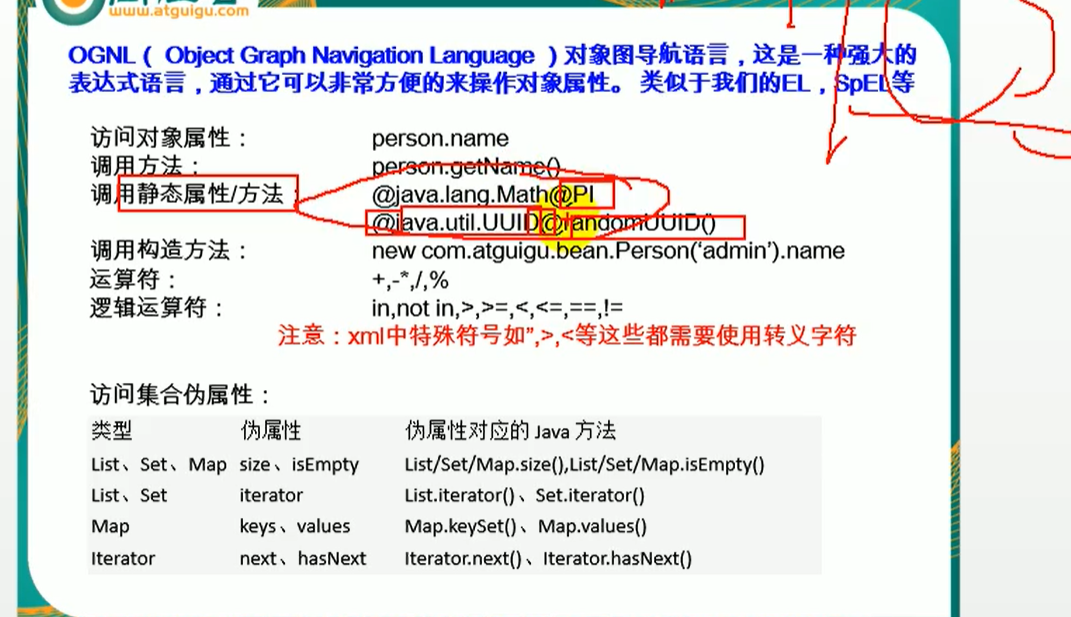 www.atguigu.com
OGNL（ Object Graph Navigation Language ）对象图导航语言，这是一种强大的
表达式语言，通过它可以非常方便的来操作对象属性。 类似于我们的EL，SpEL等
访问对象属性： person.name
调用方法： person.getName()
调用静态属性/方法： @java.lang.Math@PI
@java.util.UUID@randomUUID()
调用构造方法： new com.atguigu.bean.Person(‘admin’).name
运算符： +,-*,/,%
逻辑运算符： in,not in,>,>=,<,<=,==,!=
注意：xml中特殊符号如”,>,<等这些都需要使用转义字符
访问集合伪属性：
类型 伪属性 伪属性对应的 Java 方法
List、Set、Map size、isEmpty List/Set/Map.size(),List/Set/Map.isEmpty()
List、Set iterator List.iterator()、Set.iterator()
Map keys、values Map.keySet()、Map.values()
Iterator next、hasNext Iterator.next()、Iterator.hasNext()